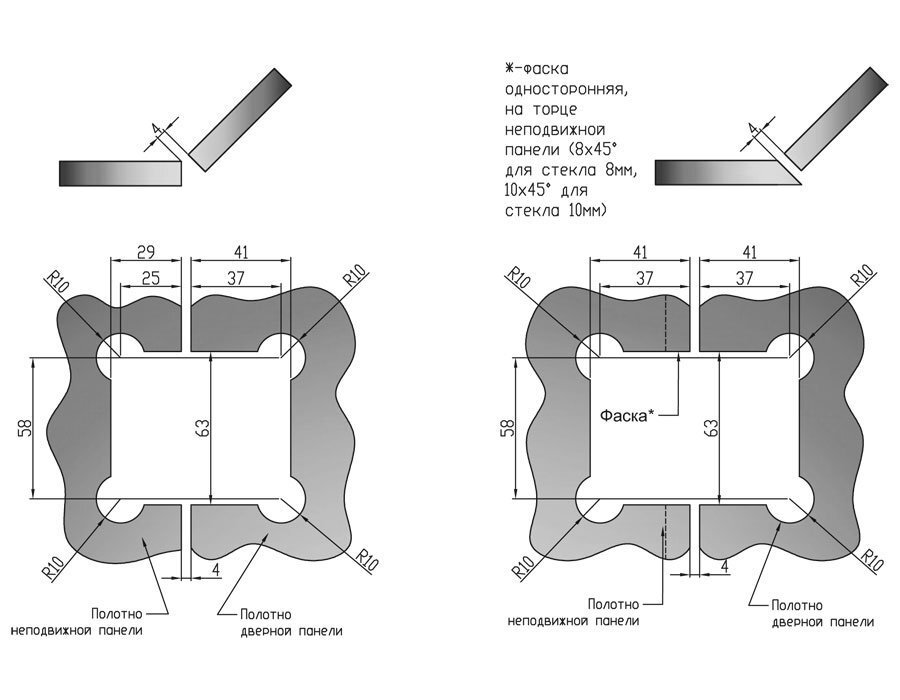 Ж-фаска
односторонняя,
на торце
неподвижной
панели (8х45°
для стекла 8мм,
10х45° для
стекла 10мм)
4
4
29
41
25
37
R10
R10
58
63
R10
R10
4
Полотно
неподвижной панели
Полотно
дверной панели
41
41
37
37
R10
R10
58
63
Фаска*
R10
R10
4
Полотно
неподвижной панели
Полотно
дверной панели